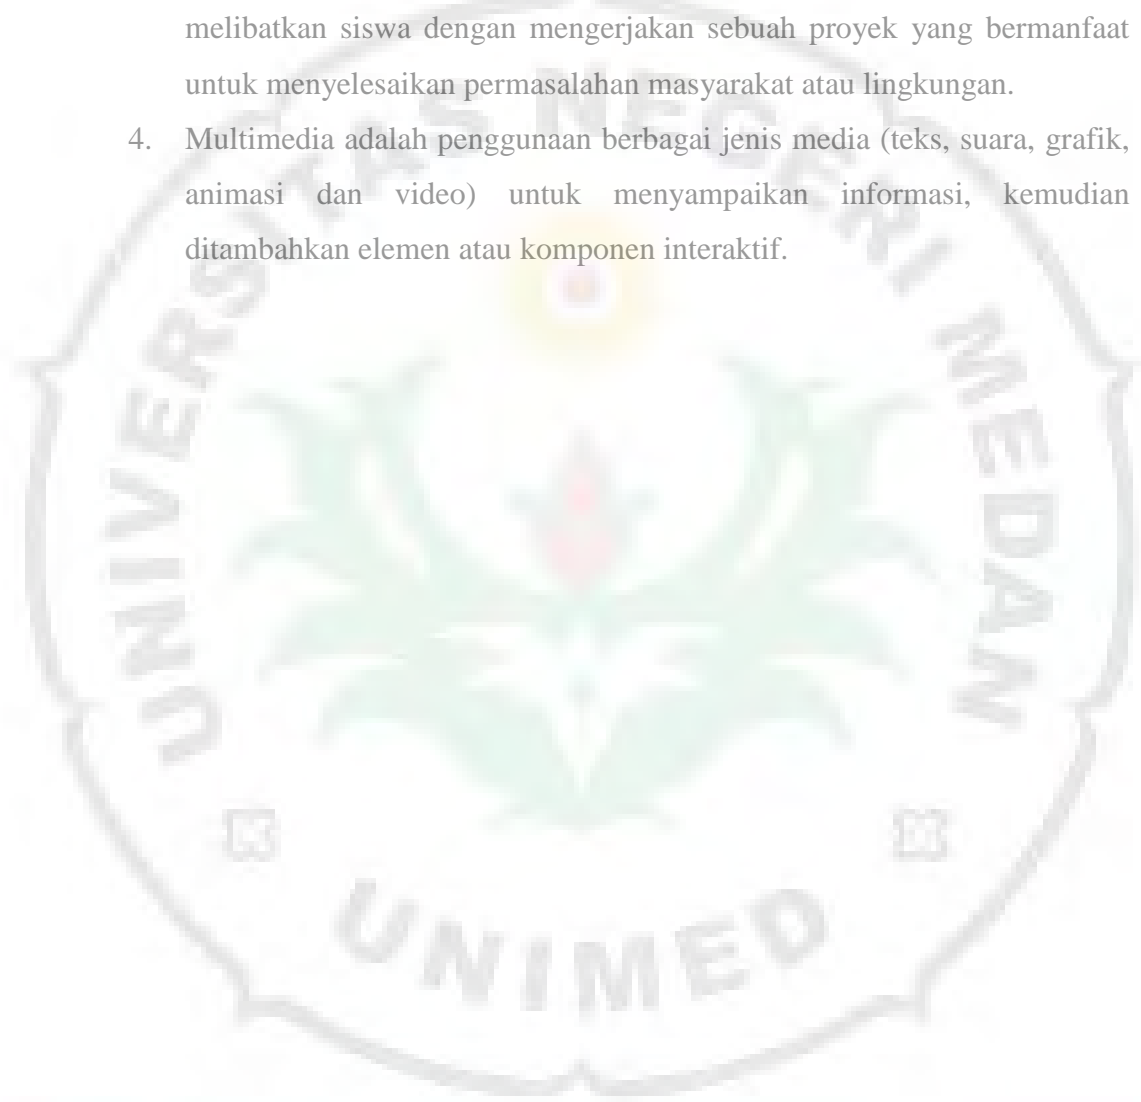 melibatkan siswa dengan mengerjakan sebuah proyek yang bermanfaat
untuk menyelesaikan permasalahan masyarakat atau lingkungan.
4. Multimedia adalah penggunaan berbagai jenis media (teks, suara, grafik,
animasi dan video) untuk menyampaikan informasi, kemudian
ditambahkan elemen atau komponen interaktif.
UNIVERSITAS NEGERI MEDAN
UNIMED